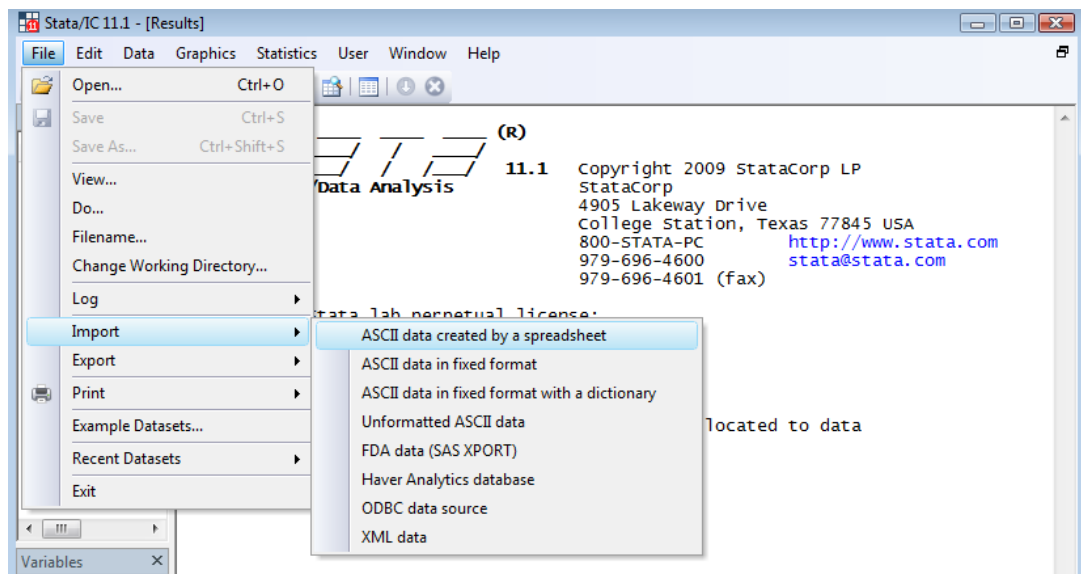 Stata/IC 11.1 - [Results]
File Edit Data Graphics Statistics User Window Help
Open... Ctrl+O
Save Ctrl+S
Save As... Ctrl+Shift+S
View...
Do...
Filename...
Change Working Directory...
Log
Import
Export
Print
Example Datasets...
Recent Datasets
Exit
ASCII data created by a spreadsheet
ASCII data in fixed format
ASCII data in fixed format with a dictionary
Unformatted ASCII data
FDA data (SAS XPORT)
Haver Analytics database
ODBC data source
XML data
(R)
11.1 Copyright 2009 StataCorp LP
Data Analysis StataCorp
4905 Lakeway Drive
College Station, Texas 77845 USA
800-STATA-PC http://www.stata.com
979-696-4600 stata@stata.com
979-696-4601 (fax)
tata lab perpetual license:
located to data
Variables